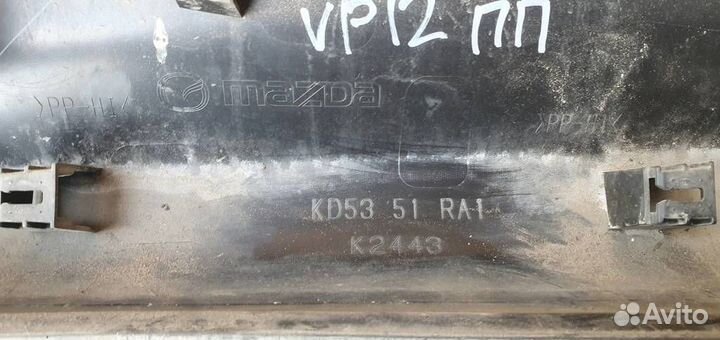 VP12 ПП
mazda
>PP-HI<
>PP-HI<
KD53 51 RA1
K2443
Avito